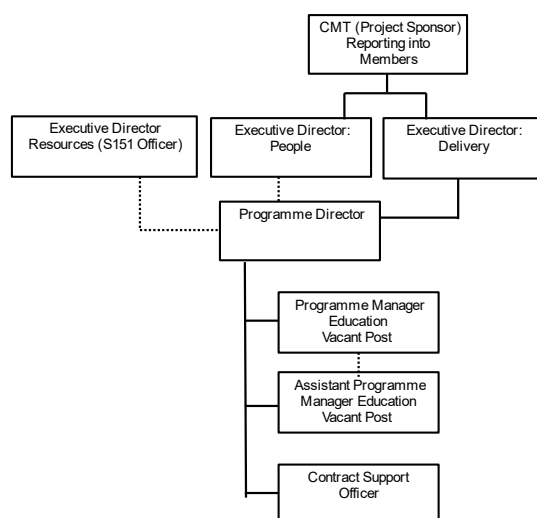 CMT (Project Sponsor)
Reporting into
Members
Executive Director
Resources (S151 Officer)
Executive Director:
People
Executive Director:
Delivery
Programme Director
Programme Manager
Education
Vacant Post
Assistant Programme
Manager Education
Vacant Post
Contract Support
Officer